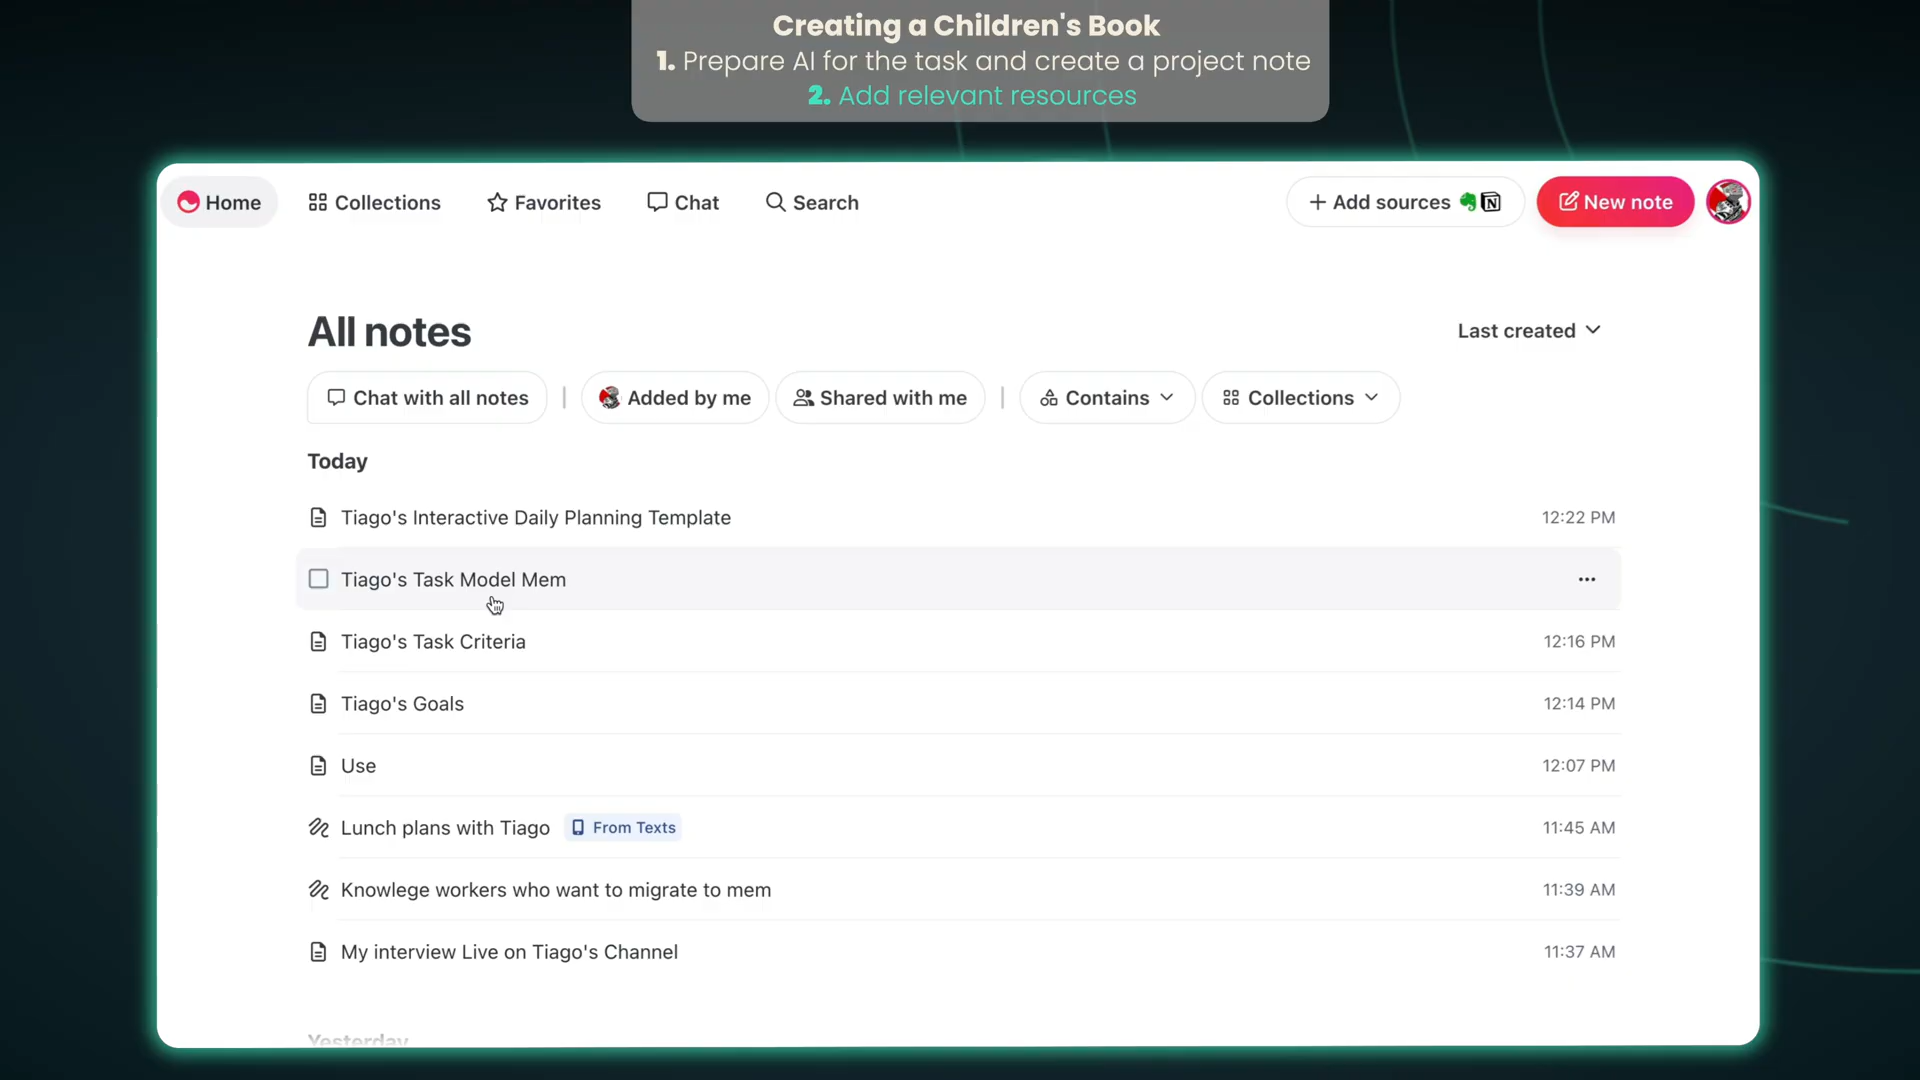 Creating a Children's Book
1. Prepare AI for the task and create a project note
2. Add relevant resources
Home
Collections
Favorites
Chat
Search
+ Add sources
New note
All notes
Last created
Chat with all notes
Added by me
Shared with me
Contains
Collections
Today
Tiago's Interactive Daily Planning Template 12:22 PM
Tiago's Task Model Mem
Tiago's Task Criteria 12:16 PM
Tiago's Goals 12:14 PM
Use 12:07 PM
Lunch plans with Tiago From Texts 11:45 AM
Knowlege workers who want to migrate to mem 11:39 AM
My interview Live on Tiago's Channel 11:37 AM
Yesterday